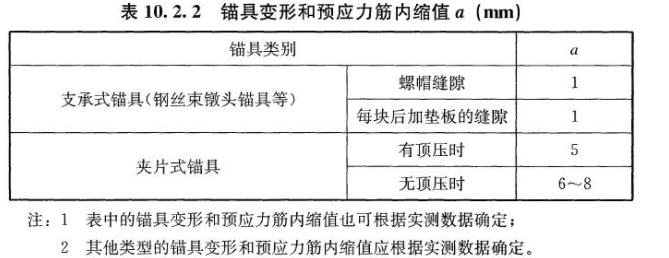 表 10.2.2 锚具变形和预应力筋内缩值 a (mm)
锚具类别 a
支承式锚具(钢丝束镦头锚具等) 螺帽缝隙 1
每块后加垫板的缝隙 1
夹片式锚具 有顶压时 5
无顶压时 6～8
注：1 表中的锚具变形和预应力筋内缩值也可根据实测数据确定；
2 其他类型的锚具变形和预应力筋内缩值应根据实测数据确定。